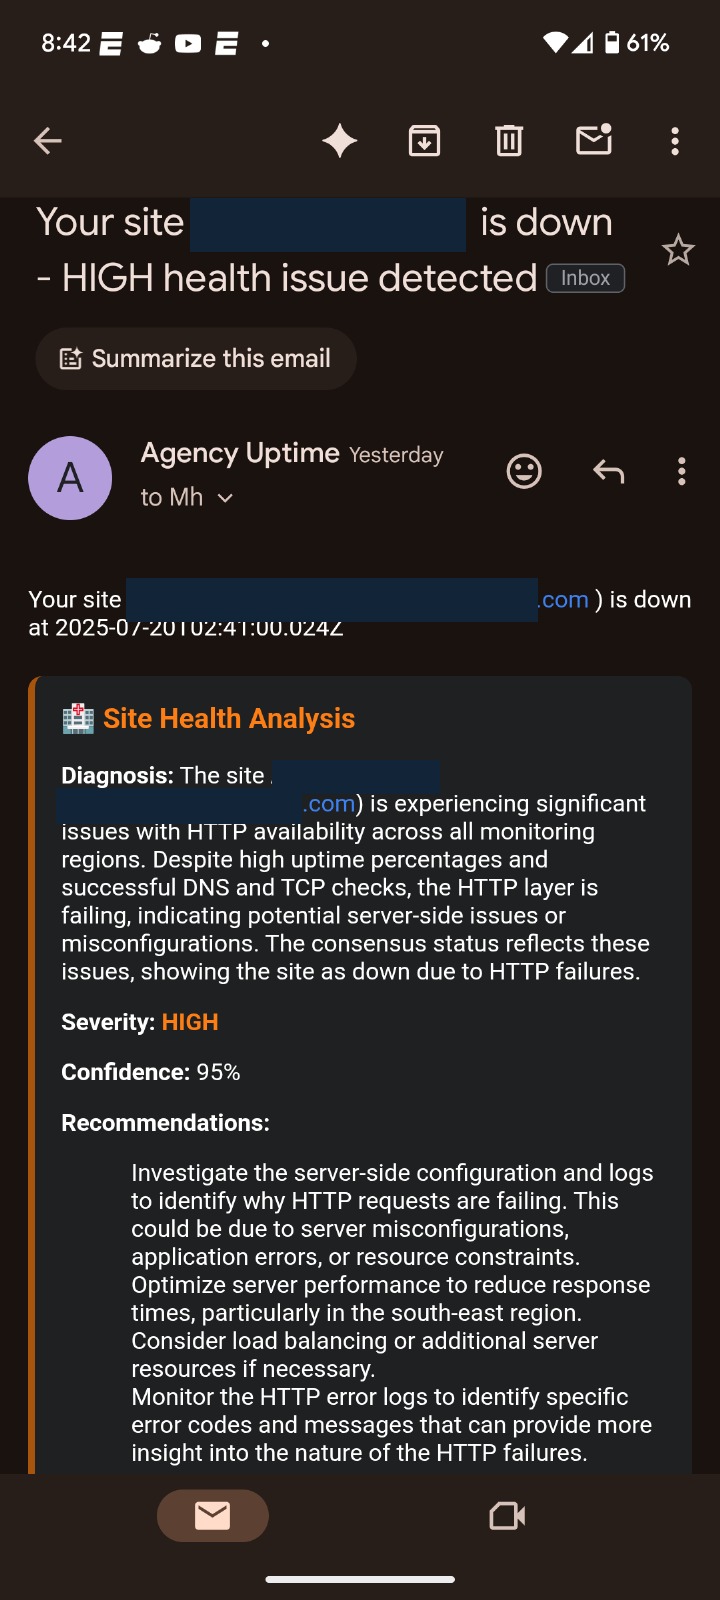 8:42
61%
Your site is down
- HIGH health issue detected Inbox
Summarize this email
A
Agency Uptime Yesterday
to Mh
Your site .com ) is down
at 2025-07-20T02:41:00.024Z
Site Health Analysis
Diagnosis: The site
.com) is experiencing significant
issues with HTTP availability across all monitoring
regions. Despite high uptime percentages and
successful DNS and TCP checks, the HTTP layer is
failing, indicating potential server-side issues or
misconfigurations. The consensus status reflects these
issues, showing the site as down due to HTTP failures.
Severity: HIGH
Confidence: 95%
Recommendations:
Investigate the server-side configuration and logs
to identify why HTTP requests are failing. This
could be due to server misconfigurations,
application errors, or resource constraints.
Optimize server performance to reduce response
times, particularly in the south-east region.
Consider load balancing or additional server
resources if necessary.
Monitor the HTTP error logs to identify specific
error codes and messages that can provide more
insight into the nature of the HTTP failures.